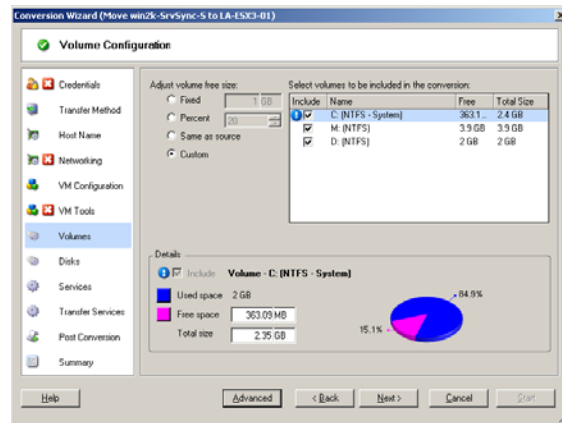 Conversion Wizard (Move win2k-SrvSync-5 to LA-ESX3-01)
Volume Configuration
Credentials
Transfer Method
Host Name
Networking
VM Configuration
VM Tools
Volumes
Disks
Services
Transfer Services
Post Conversion
Summary
Adjust volume free size:
Fixed 1 GB
Percent 20
Same as source
Custom
Select volumes to be included in the conversion:
Include Name Free Total Size
C: (NTFS - System) 363.1... 2.4 GB
M: (NTFS) 3.9 GB 3.9 GB
D: (NTFS) 2 GB 2 GB
Details
Include Volume - C: (NTFS - System)
Used space 2 GB
Free space 363.09 MB
Total size 2.35 GB
84.9%
15.1%
Help Advanced < Back Next > Cancel Start